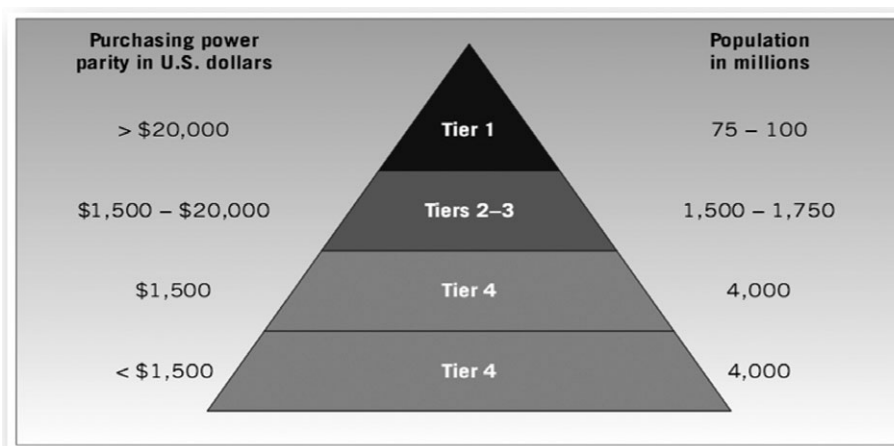 Purchasing power
parity in U.S. dollars
Population
in millions
> $20,000
Tier 1
75 – 100
$1,500 – $20,000
Tiers 2–3
1,500 – 1,750
$1,500
Tier 4
4,000
< $1,500
Tier 4
4,000